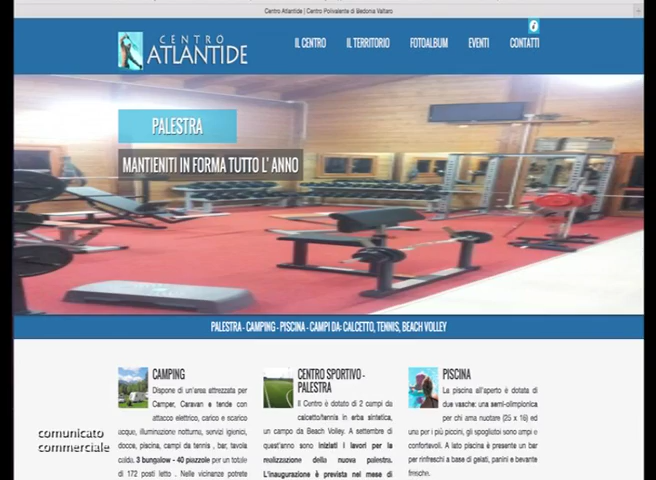 Centro Atlantide | Centro Polivalente di Bedonia Valtaro
CENTRO
ATLANTIDE
IL CENTRO IL TERRITORIO FOTOALBUM EVENTI CONTATTI
PALESTRA
MANTIENITI IN FORMA TUTTO L' ANNO
PALESTRA - CAMPING - PISCINA - CAMPI DA: CALCETTO, TENNIS, BEACH VOLLEY
CAMPING
Dispone di un'area attrezzata per
Camper, Caravan e tende con
attacco elettrico, carico e scarico
acque, illuminazione notturna, servizi igienici,
docce, piscina, campi da tennis , bar, tavola
calda. 3 bungalow - 40 piazzole per un totale
di 172 posti letto . Nelle vicinanze potrete
CENTRO SPORTIVO -
PALESTRA
Il Centro è dotato di 2 campi da
calcetto/tennis in erba sintetica,
un campo da Beach Volley. A settembre di
quest'anno sono iniziati i lavori per la
realizzazione della nuova palestra.
L'inaugurazione è prevista nel mese di
PISCINA
La piscina all'aperto è dotata di
due vasche: una semi-olimpionica
per chi ama nuotare (25 x 16) ed
una per i più piccini, gli spogliatoi sono ampi e
confortevoli. A lato piscina è presente un bar
per rinfreschi a base di gelati, panini e bevante
fresche.
comunicato
commerciale